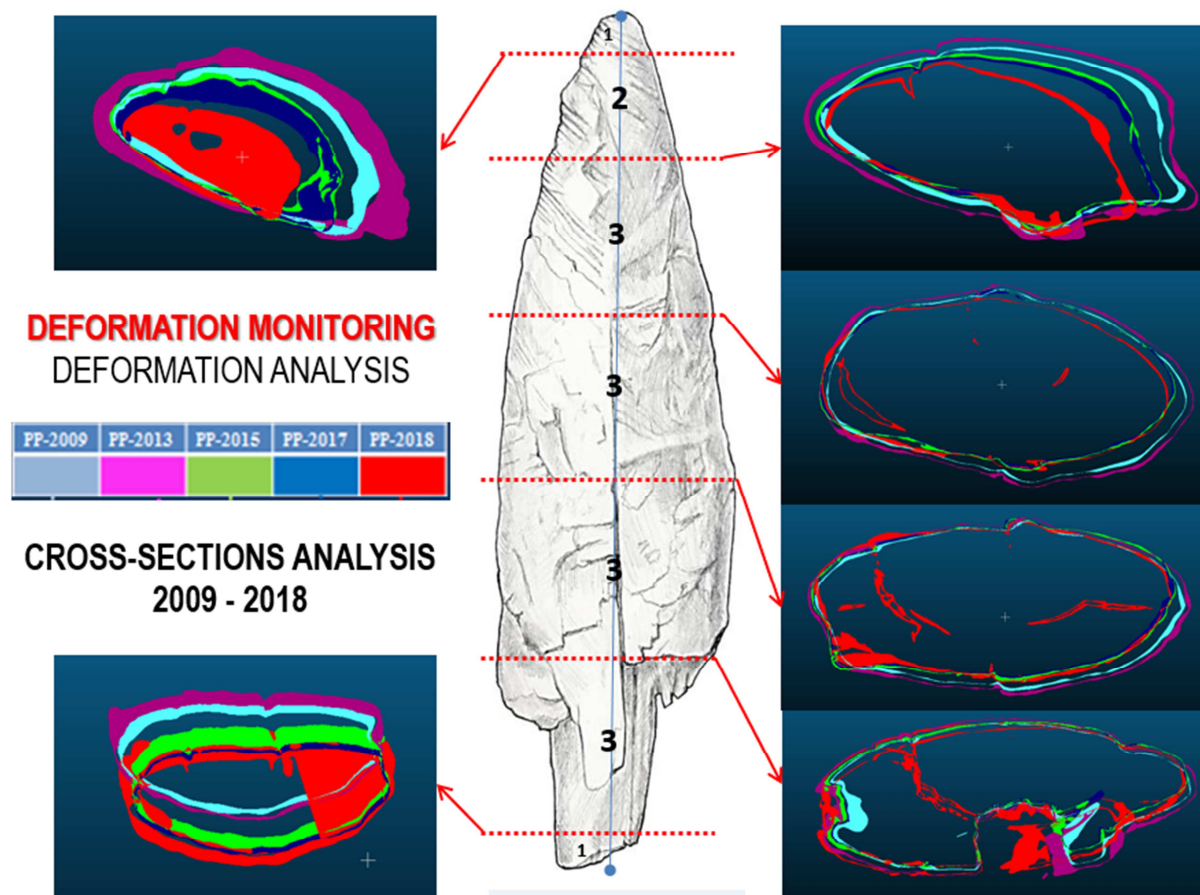 DEFORMATION MONITORING
DEFORMATION ANALYSIS
PP-2009 PP-2013 PP-2015 PP-2017 PP-2018
CROSS-SECTIONS ANALYSIS
2009 - 2018
1
2
3
3
3
3
1